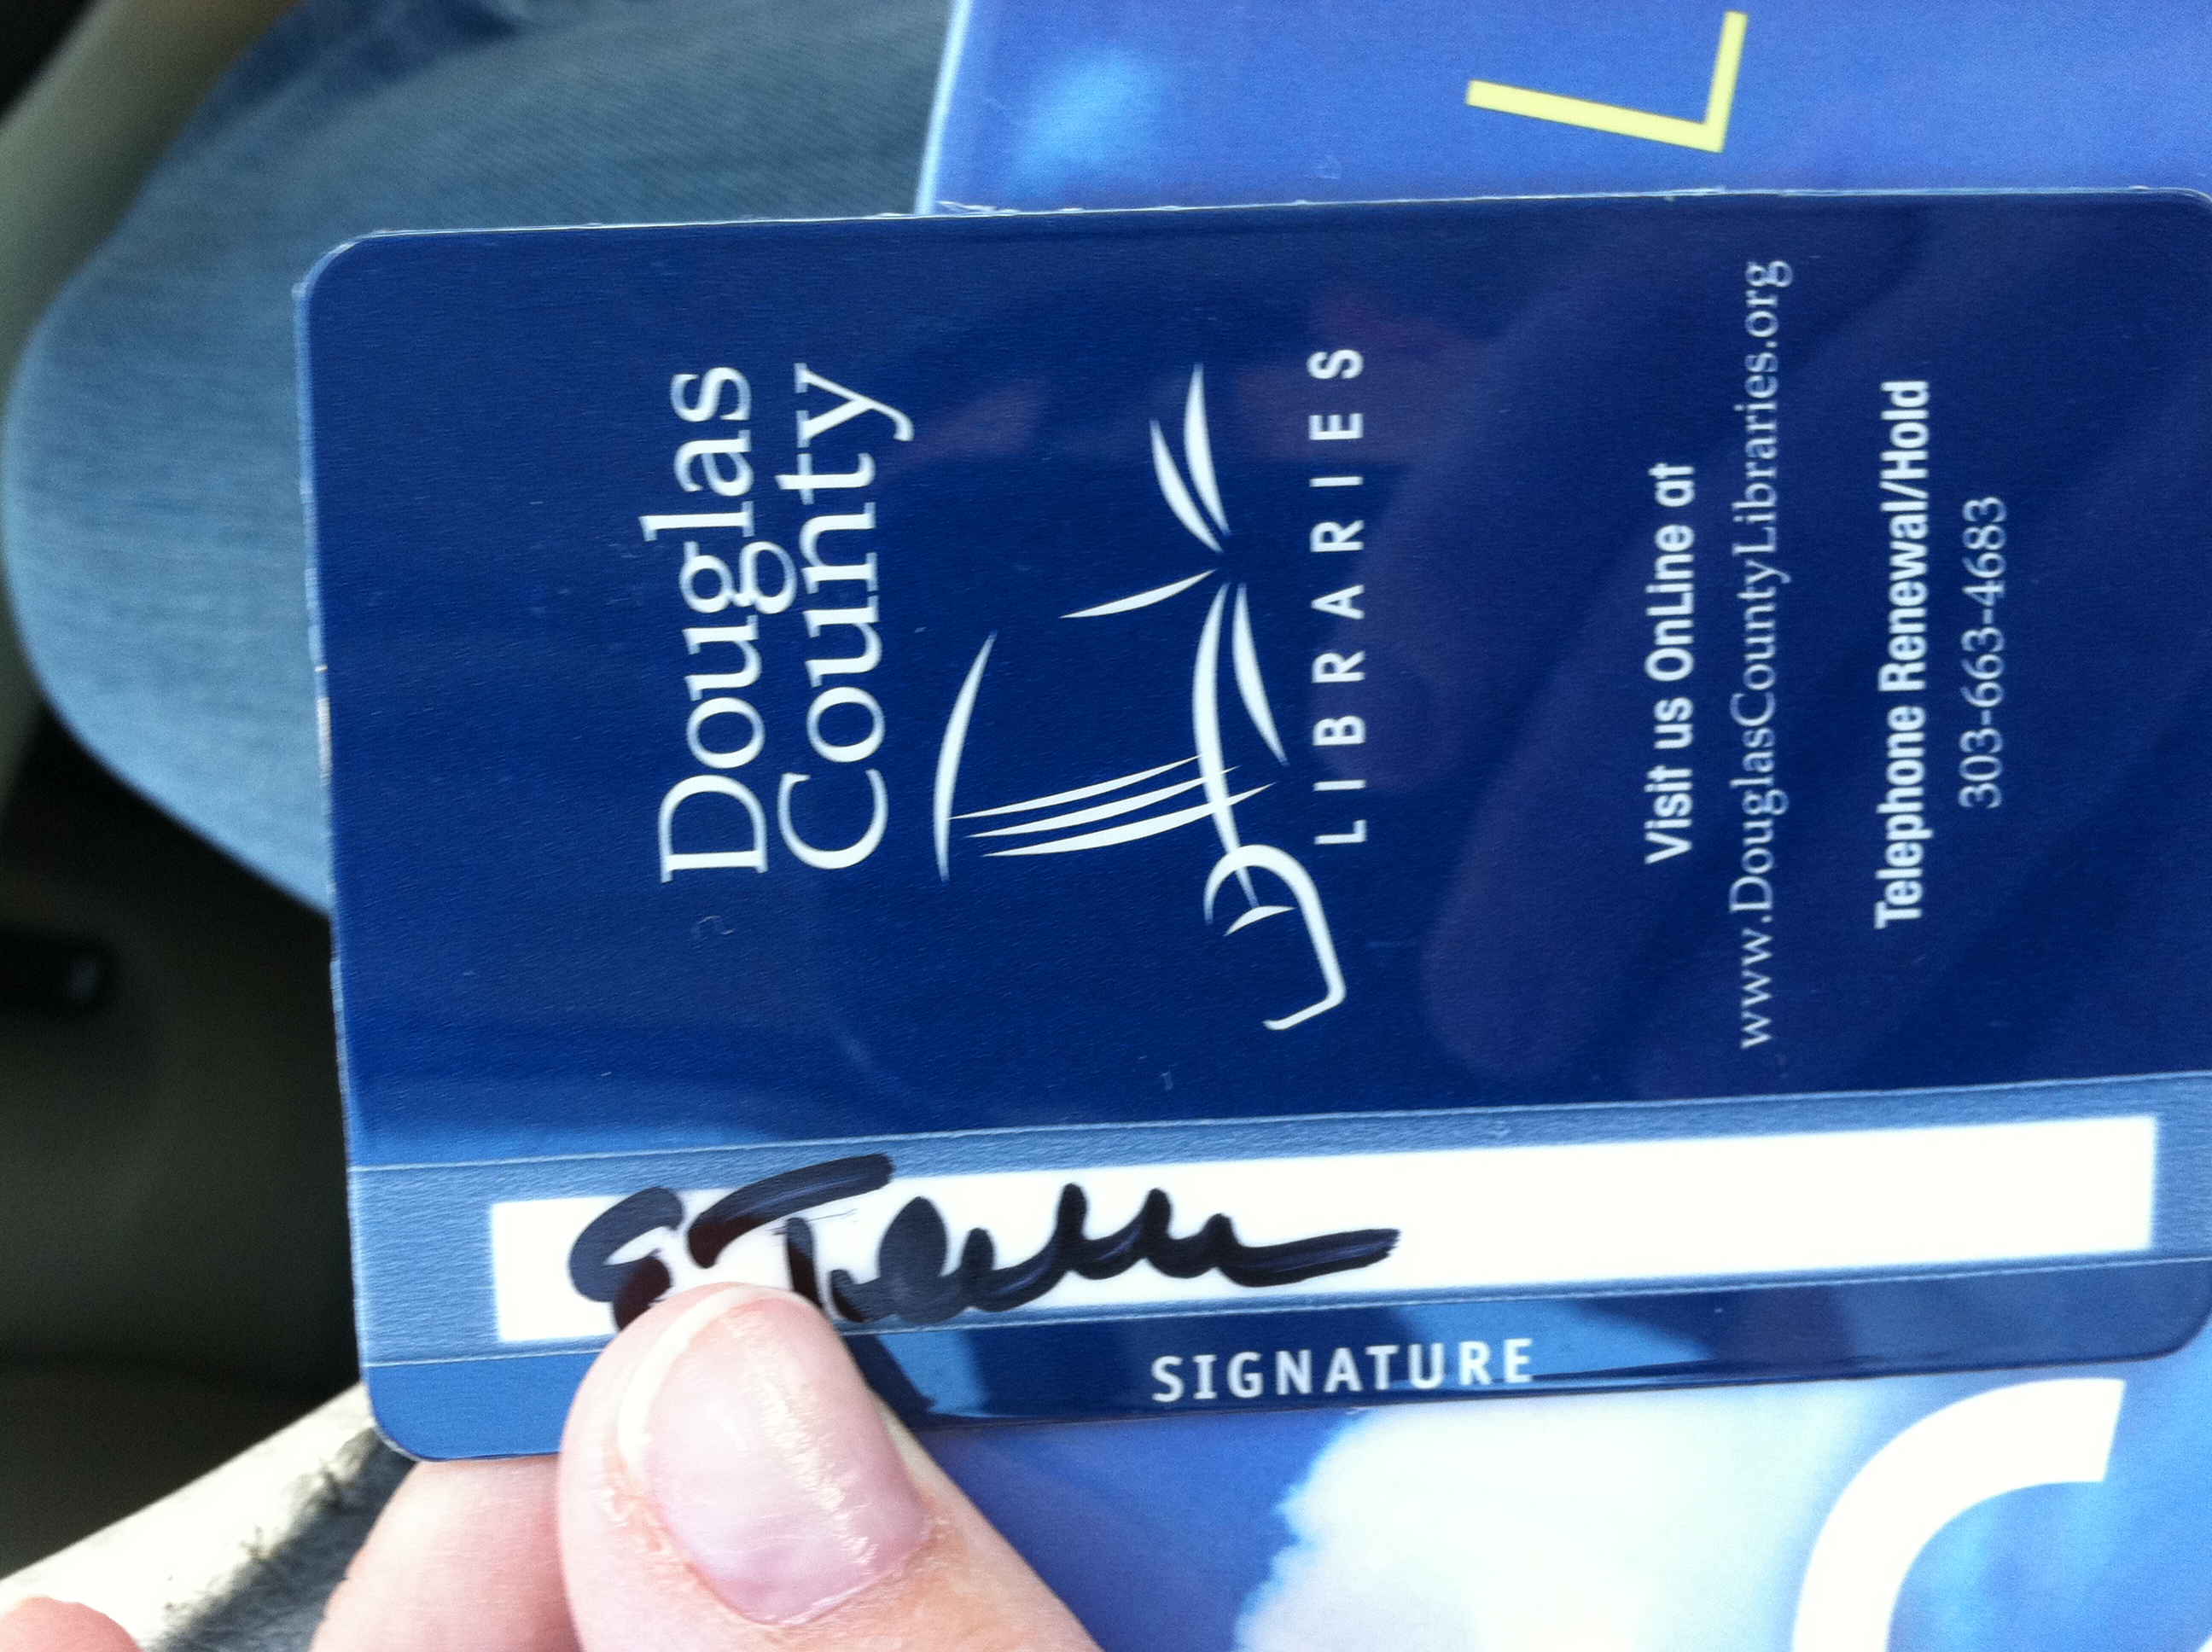 Douglas
County
LIBRARIES
Visit us OnLine at
www.DouglasCountyLibraries.org
Telephone Renewal/Hold
303-663-4683
SIGNATURE
L